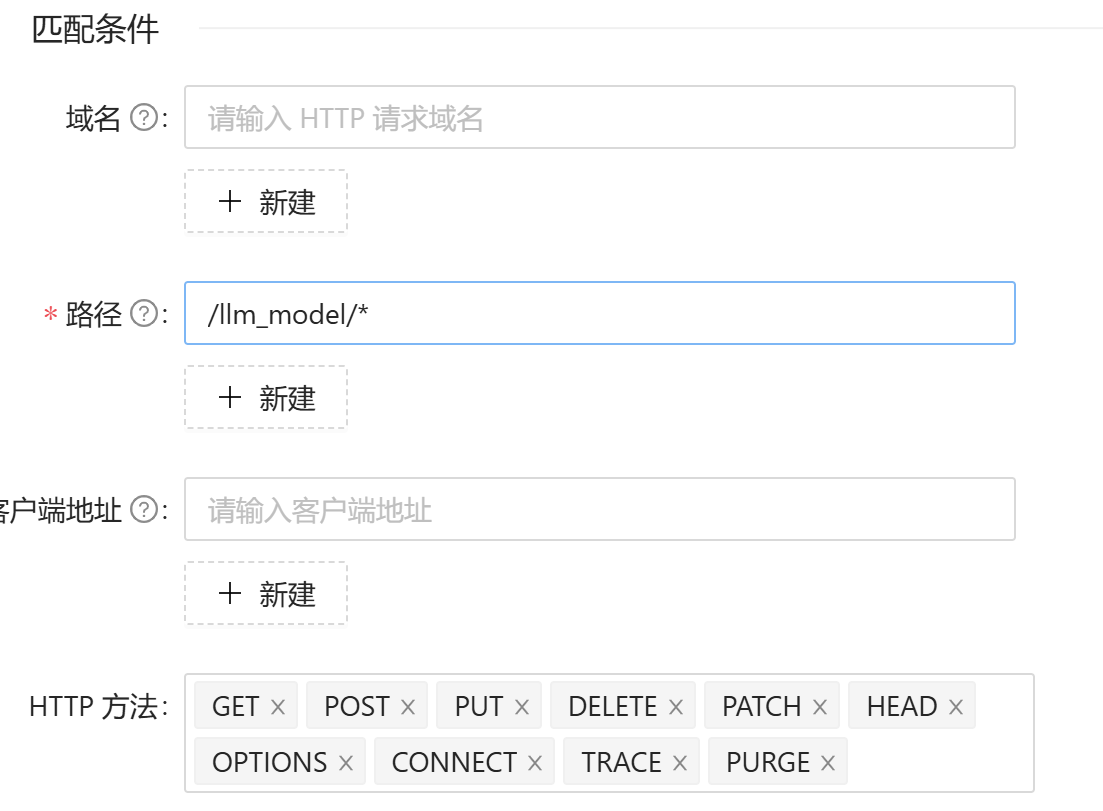 匹配条件
域名 ? :
请输入 HTTP 请求域名
+ 新建
* 路径 ? :
/llm_model/*
+ 新建
客户端地址 ? :
请输入客户端地址
+ 新建
HTTP 方法 :
GET × POST × PUT × DELETE × PATCH × HEAD ×
OPTIONS × CONNECT × TRACE × PURGE ×